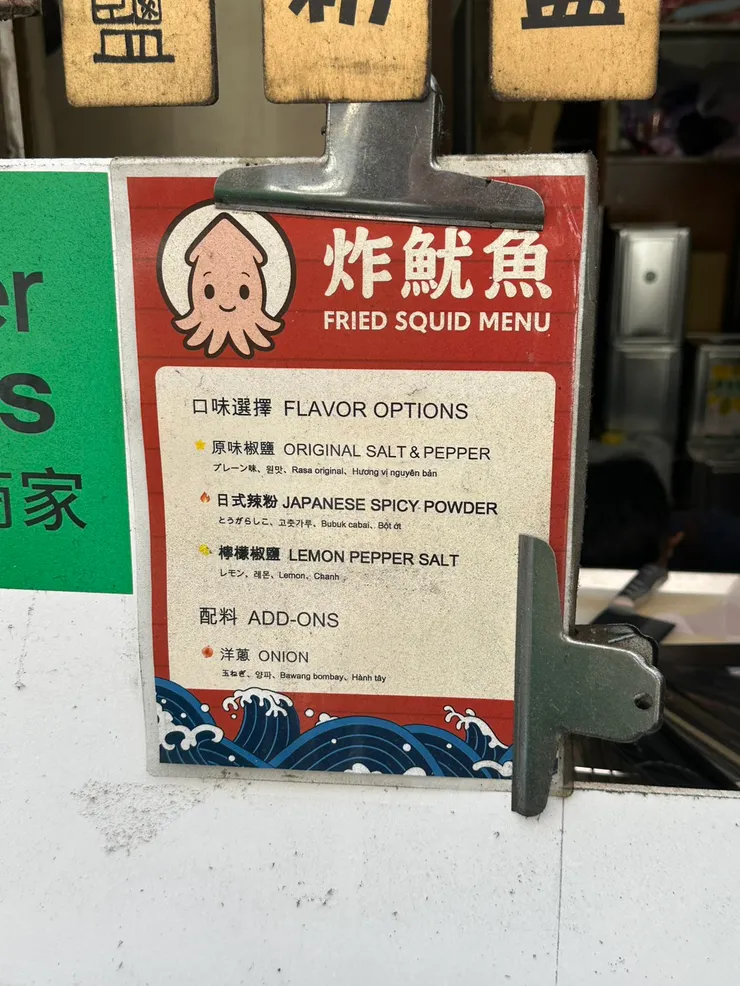 炸魷魚
FRIED SQUID MENU
口味選擇 FLAVOR OPTIONS
原味椒鹽 ORIGINAL SALT & PEPPER
プレーン味、원맛、Rasa original、Hương vị nguyên bản
日式辣粉 JAPANESE SPICY POWDER
とうがらしこ、고춧가루、Bubuk cabai、Bột ớt
檸檬椒鹽 LEMON PEPPER SALT
レモン、레몬、Lemon、Chanh
配料 ADD-ONS
洋蔥 ONION
玉ねぎ、양파、Bawang bombay、Hành tây
er
s
商家